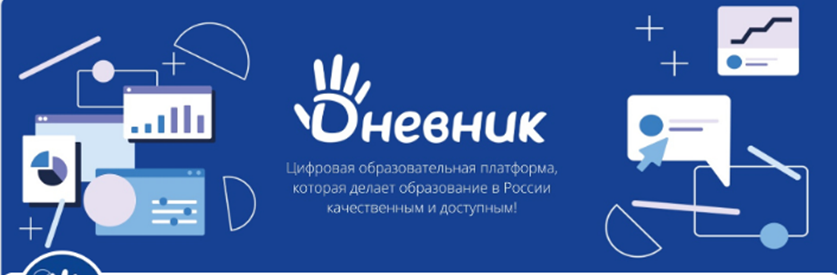 Дневник
Цифровая образовательная платформа,
которая делает образование в России
качественным и доступным!